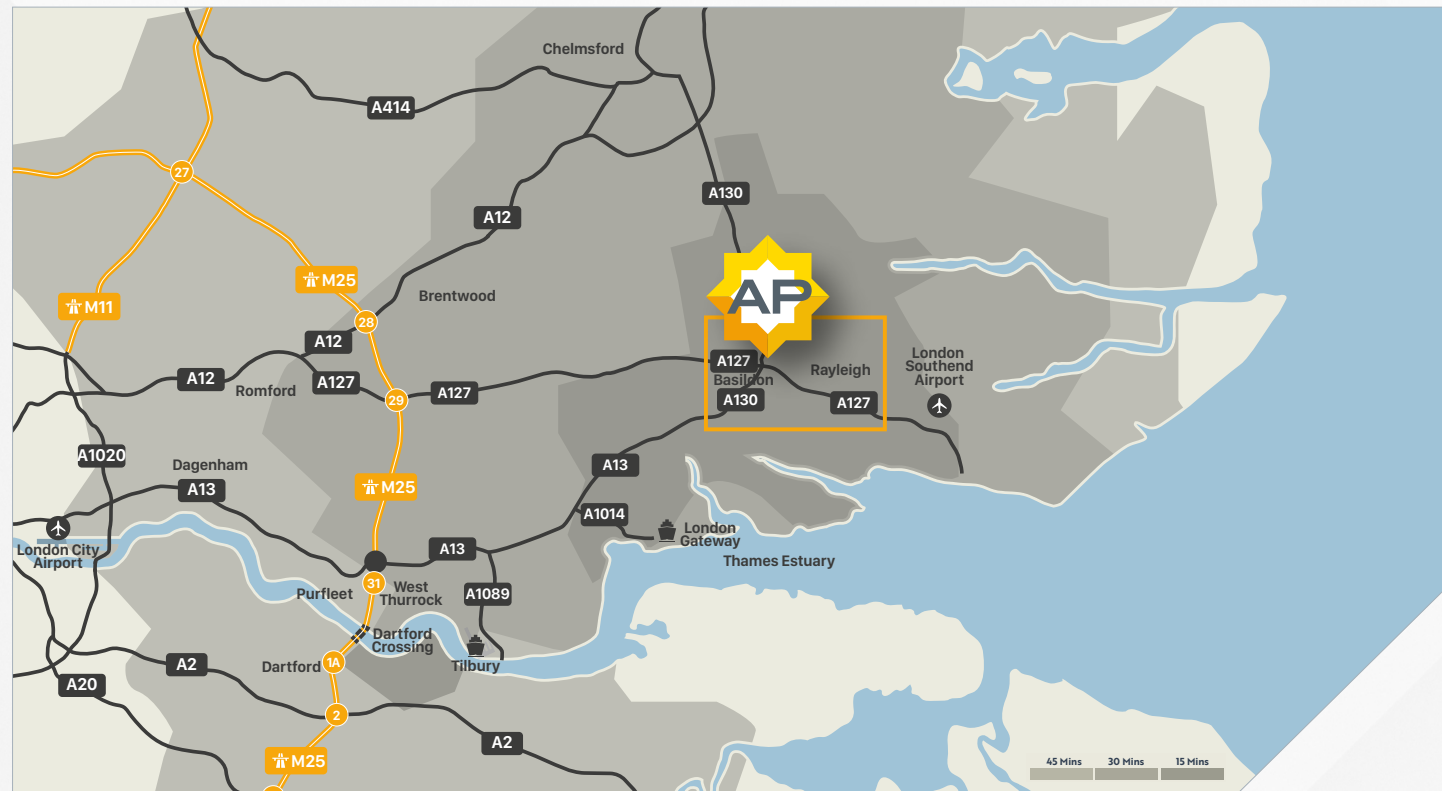 Chelmsford
A414
27
A130
A12
M25
Brentwood
M11
AP
28
A12
A127
Rayleigh
London
Southend
Airport
A12
A127
Romford
29
A127
Basildon
A130
A127
A1020
Dagenham
A13
A13
M25
A1014
London
Gateway
London City
Airport
A13
Thames Estuary
31
West
Thurrock
Purfleet
A1089
Dartford
Crossing
A2
Dartford
1A
Tilbury
A20
2
A2
M25
45 Mins
30 Mins
15 Mins